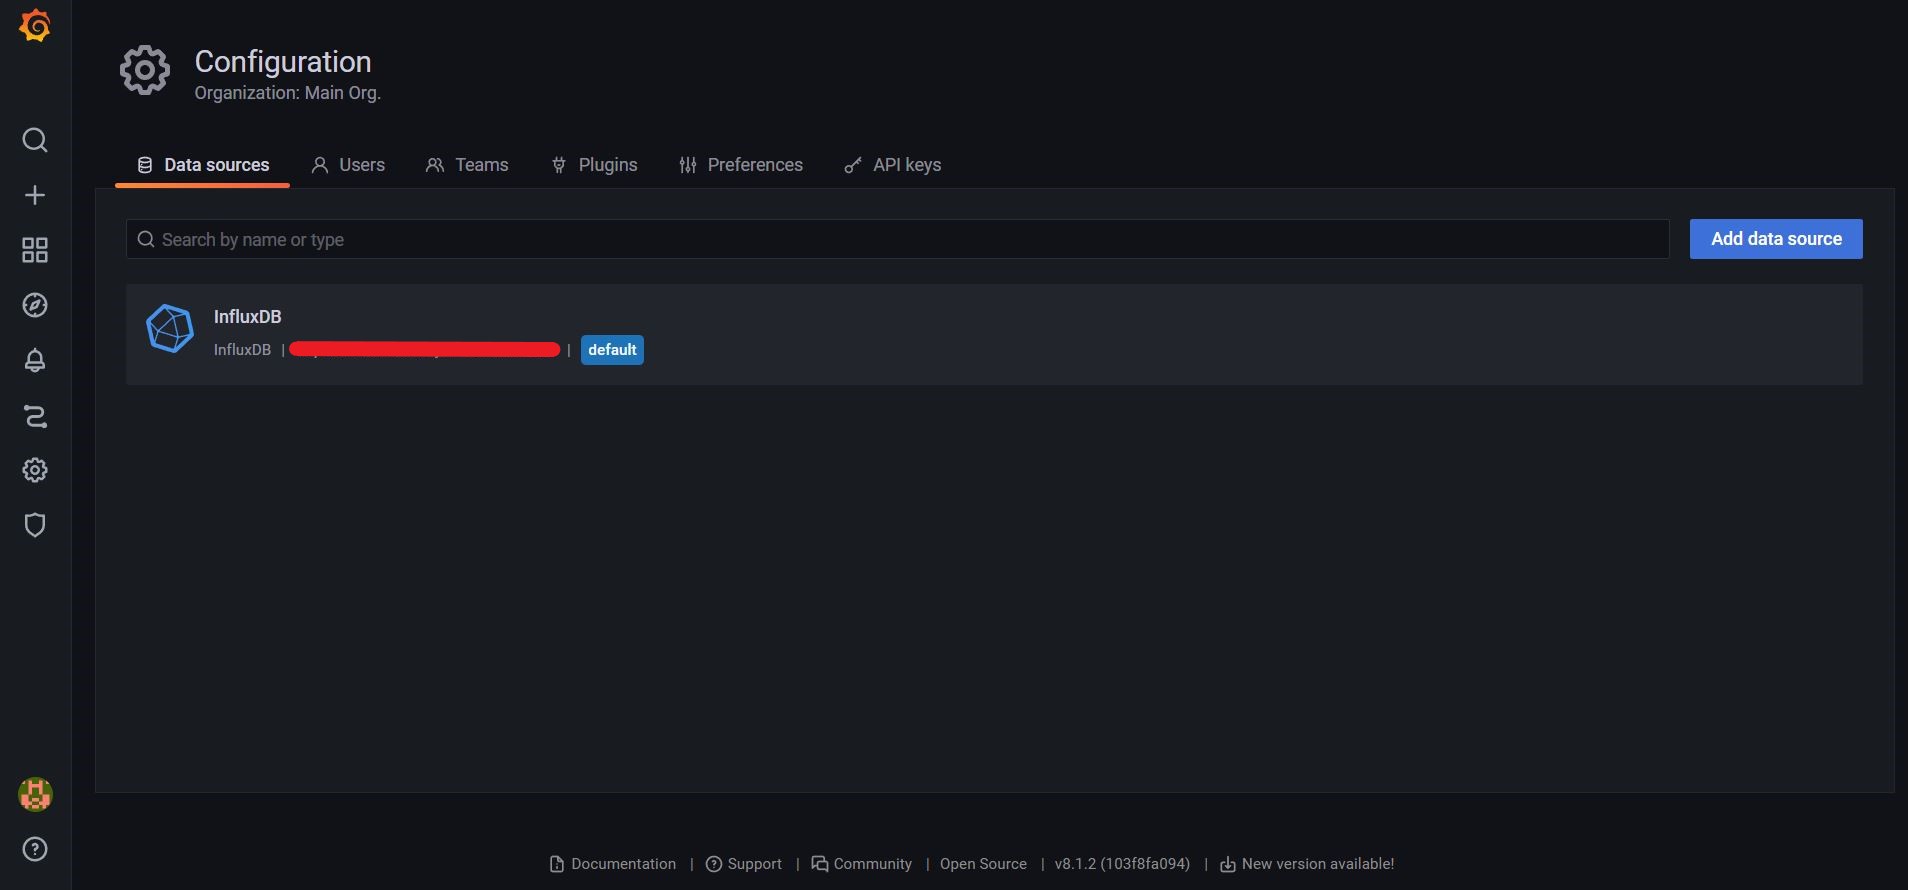 Configuration
Organization: Main Org.
Data sources Users Teams Plugins Preferences API keys
Search by name or type Add data source
InfluxDB
InfluxDB | | default
Documentation | Support | Community | Open Source | v8.1.2 (103f8fa094) | New version available!